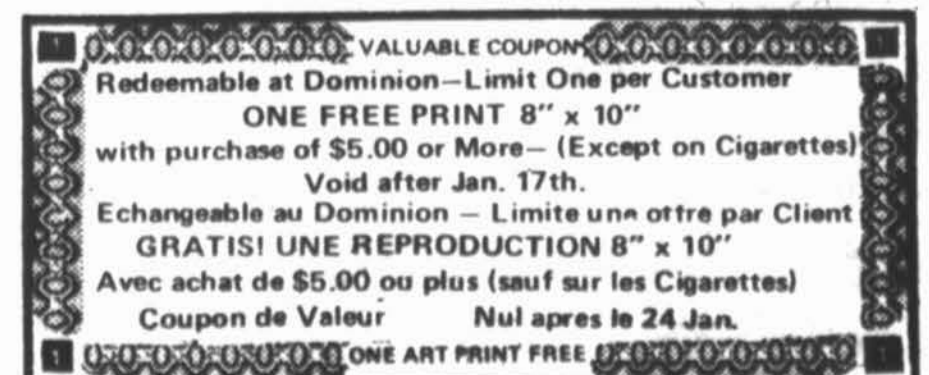 VALUABLE COUPON
Redeemable at Dominion—Limit One per Customer
ONE FREE PRINT 8" x 10"
with purchase of $5.00 or More— (Except on Cigarettes)
Void after Jan. 17th.
Echangeable au Dominion — Limite une offre par Client
GRATIS! UNE REPRODUCTION 8" x 10"
Avec achat de $5.00 ou plus (sauf sur les Cigarettes)
Coupon de Valeur Nul apres le 24 Jan.
ONE ART PRINT FREE